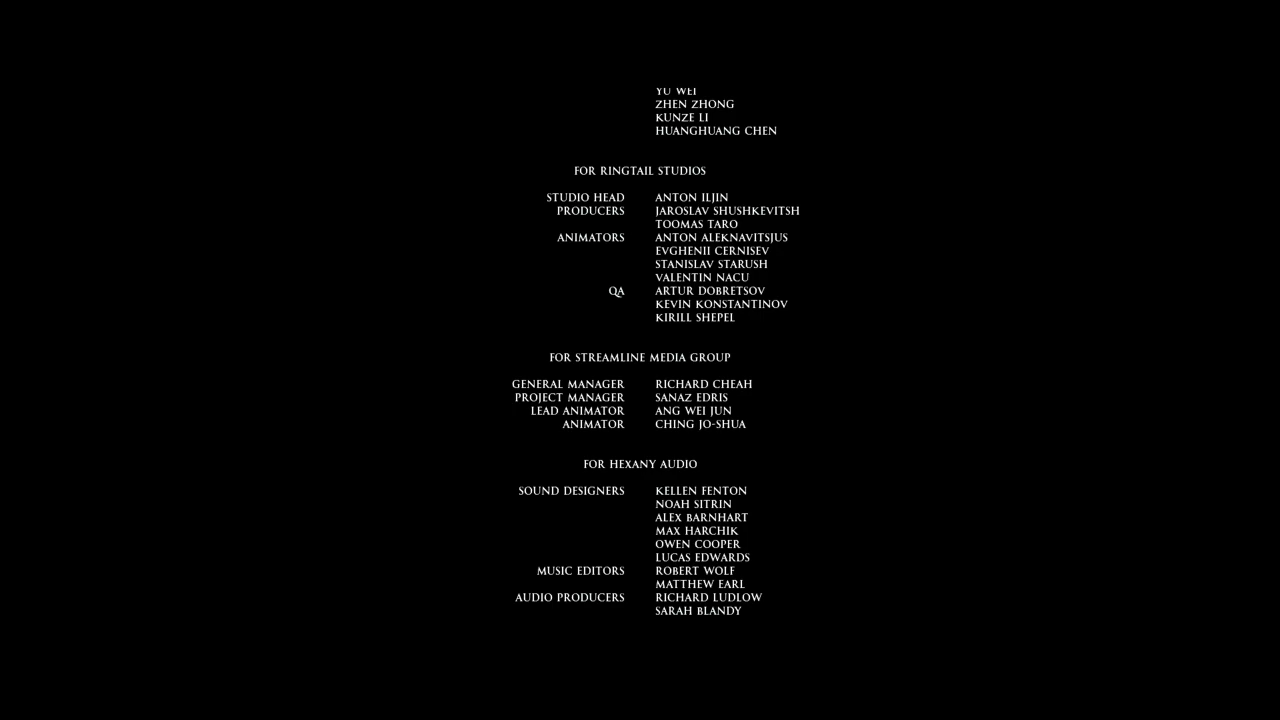 YU WEI
ZHEN ZHONG
KUNZE LI
HUANGHUANG CHEN
FOR RINGTAIL STUDIOS
STUDIO HEAD ANTON ILJIN
PRODUCERS JAROSLAV SHUSHKEVITSH
TOOMAS TARO
ANIMATORS ANTON ALEKNAVITSJUS
EVGHENII CERNISEV
STANISLAV STARUSH
VALENTIN NACU
QA ARTUR DOBRETSOV
KEVIN KONSTANTINOV
KIRILL SHEPEL
FOR STREAMLINE MEDIA GROUP
GENERAL MANAGER RICHARD CHEAH
PROJECT MANAGER SANAZ EDRIS
LEAD ANIMATOR ANG WEI JUN
ANIMATOR CHING JO-SHUA
FOR HEXANY AUDIO
SOUND DESIGNERS KELLEN FENTON
NOAH SITRIN
ALEX BARNHART
MAX HARCHIK
OWEN COOPER
LUCAS EDWARDS
MUSIC EDITORS ROBERT WOLF
MATTHEW EARL
AUDIO PRODUCERS RICHARD LUDLOW
SARAH BLANDY